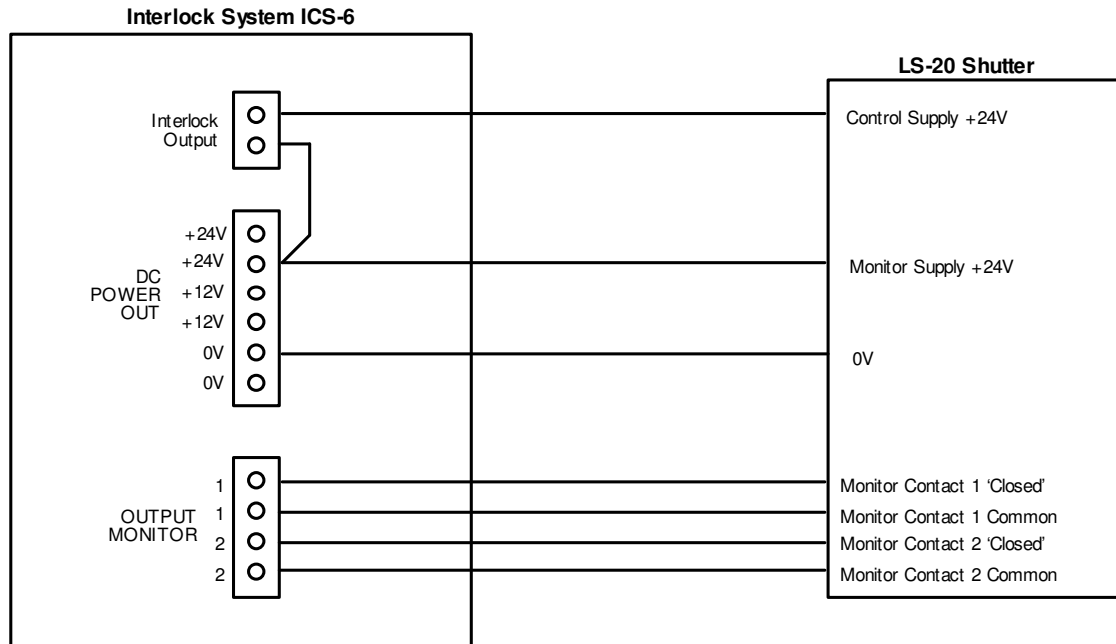 Interlock System ICS-6
LS-20 Shutter
Interlock
Output
Control Supply +24V
+24V
+24V
+12V
+12V
0V
0V
DC
POWER
OUT
Monitor Supply +24V
0V
1
1
2
2
OUTPUT
MONITOR
Monitor Contact 1 ‘Closed’
Monitor Contact 1 Common
Monitor Contact 2 ‘Closed’
Monitor Contact 2 Common